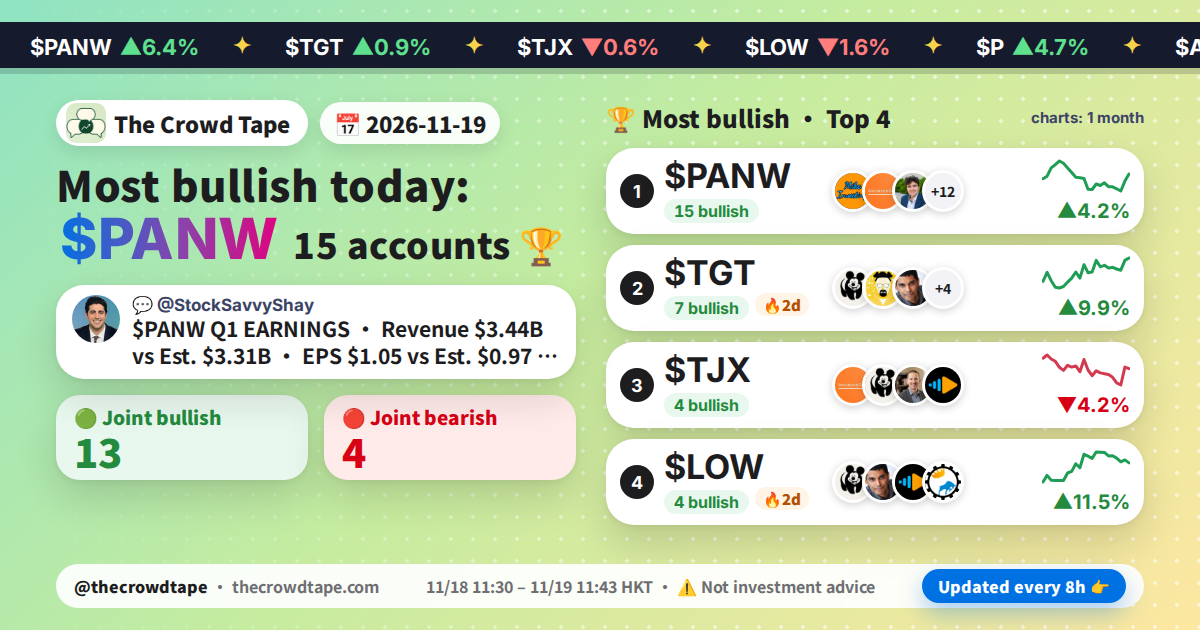 $PANW ▲6.4% ✦ $TGT ▲0.9% ✦ $TJX ▼0.6% ✦ $LOW ▼1.6% ✦ $P ▲4.7% ✦
The Crowd Tape
📅 2026-11-19
Most bullish today:
$PANW 15 accounts 🏆
💬 @StockSavvyShay
$PANW Q1 EARNINGS • Revenue $3.44B
vs Est. $3.31B • EPS $1.05 vs Est. $0.97 ⋯
🟢 Joint bullish
13
🔴 Joint bearish
4
🏆 Most bullish • Top 4
charts: 1 month
1 $PANW
15 bullish
+12
▲4.2%
2 $TGT
7 bullish 🔥2d
+4
▲9.9%
3 $TJX
4 bullish
▼4.2%
4 $LOW
4 bullish 🔥2d
▲11.5%
@thecrowdtape • thecrowdtape.com
11/18 11:30 – 11/19 11:43 HKT • ⚠️ Not investment advice
Updated every 8h 👉